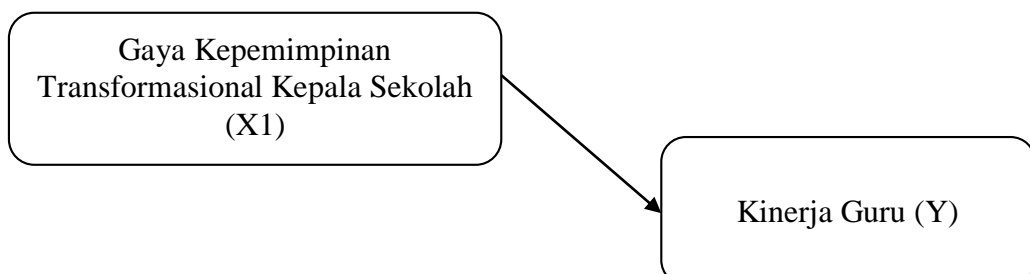 Gaya Kepemimpinan
Transformasional Kepala Sekolah
(X1)
Kinerja Guru (Y)